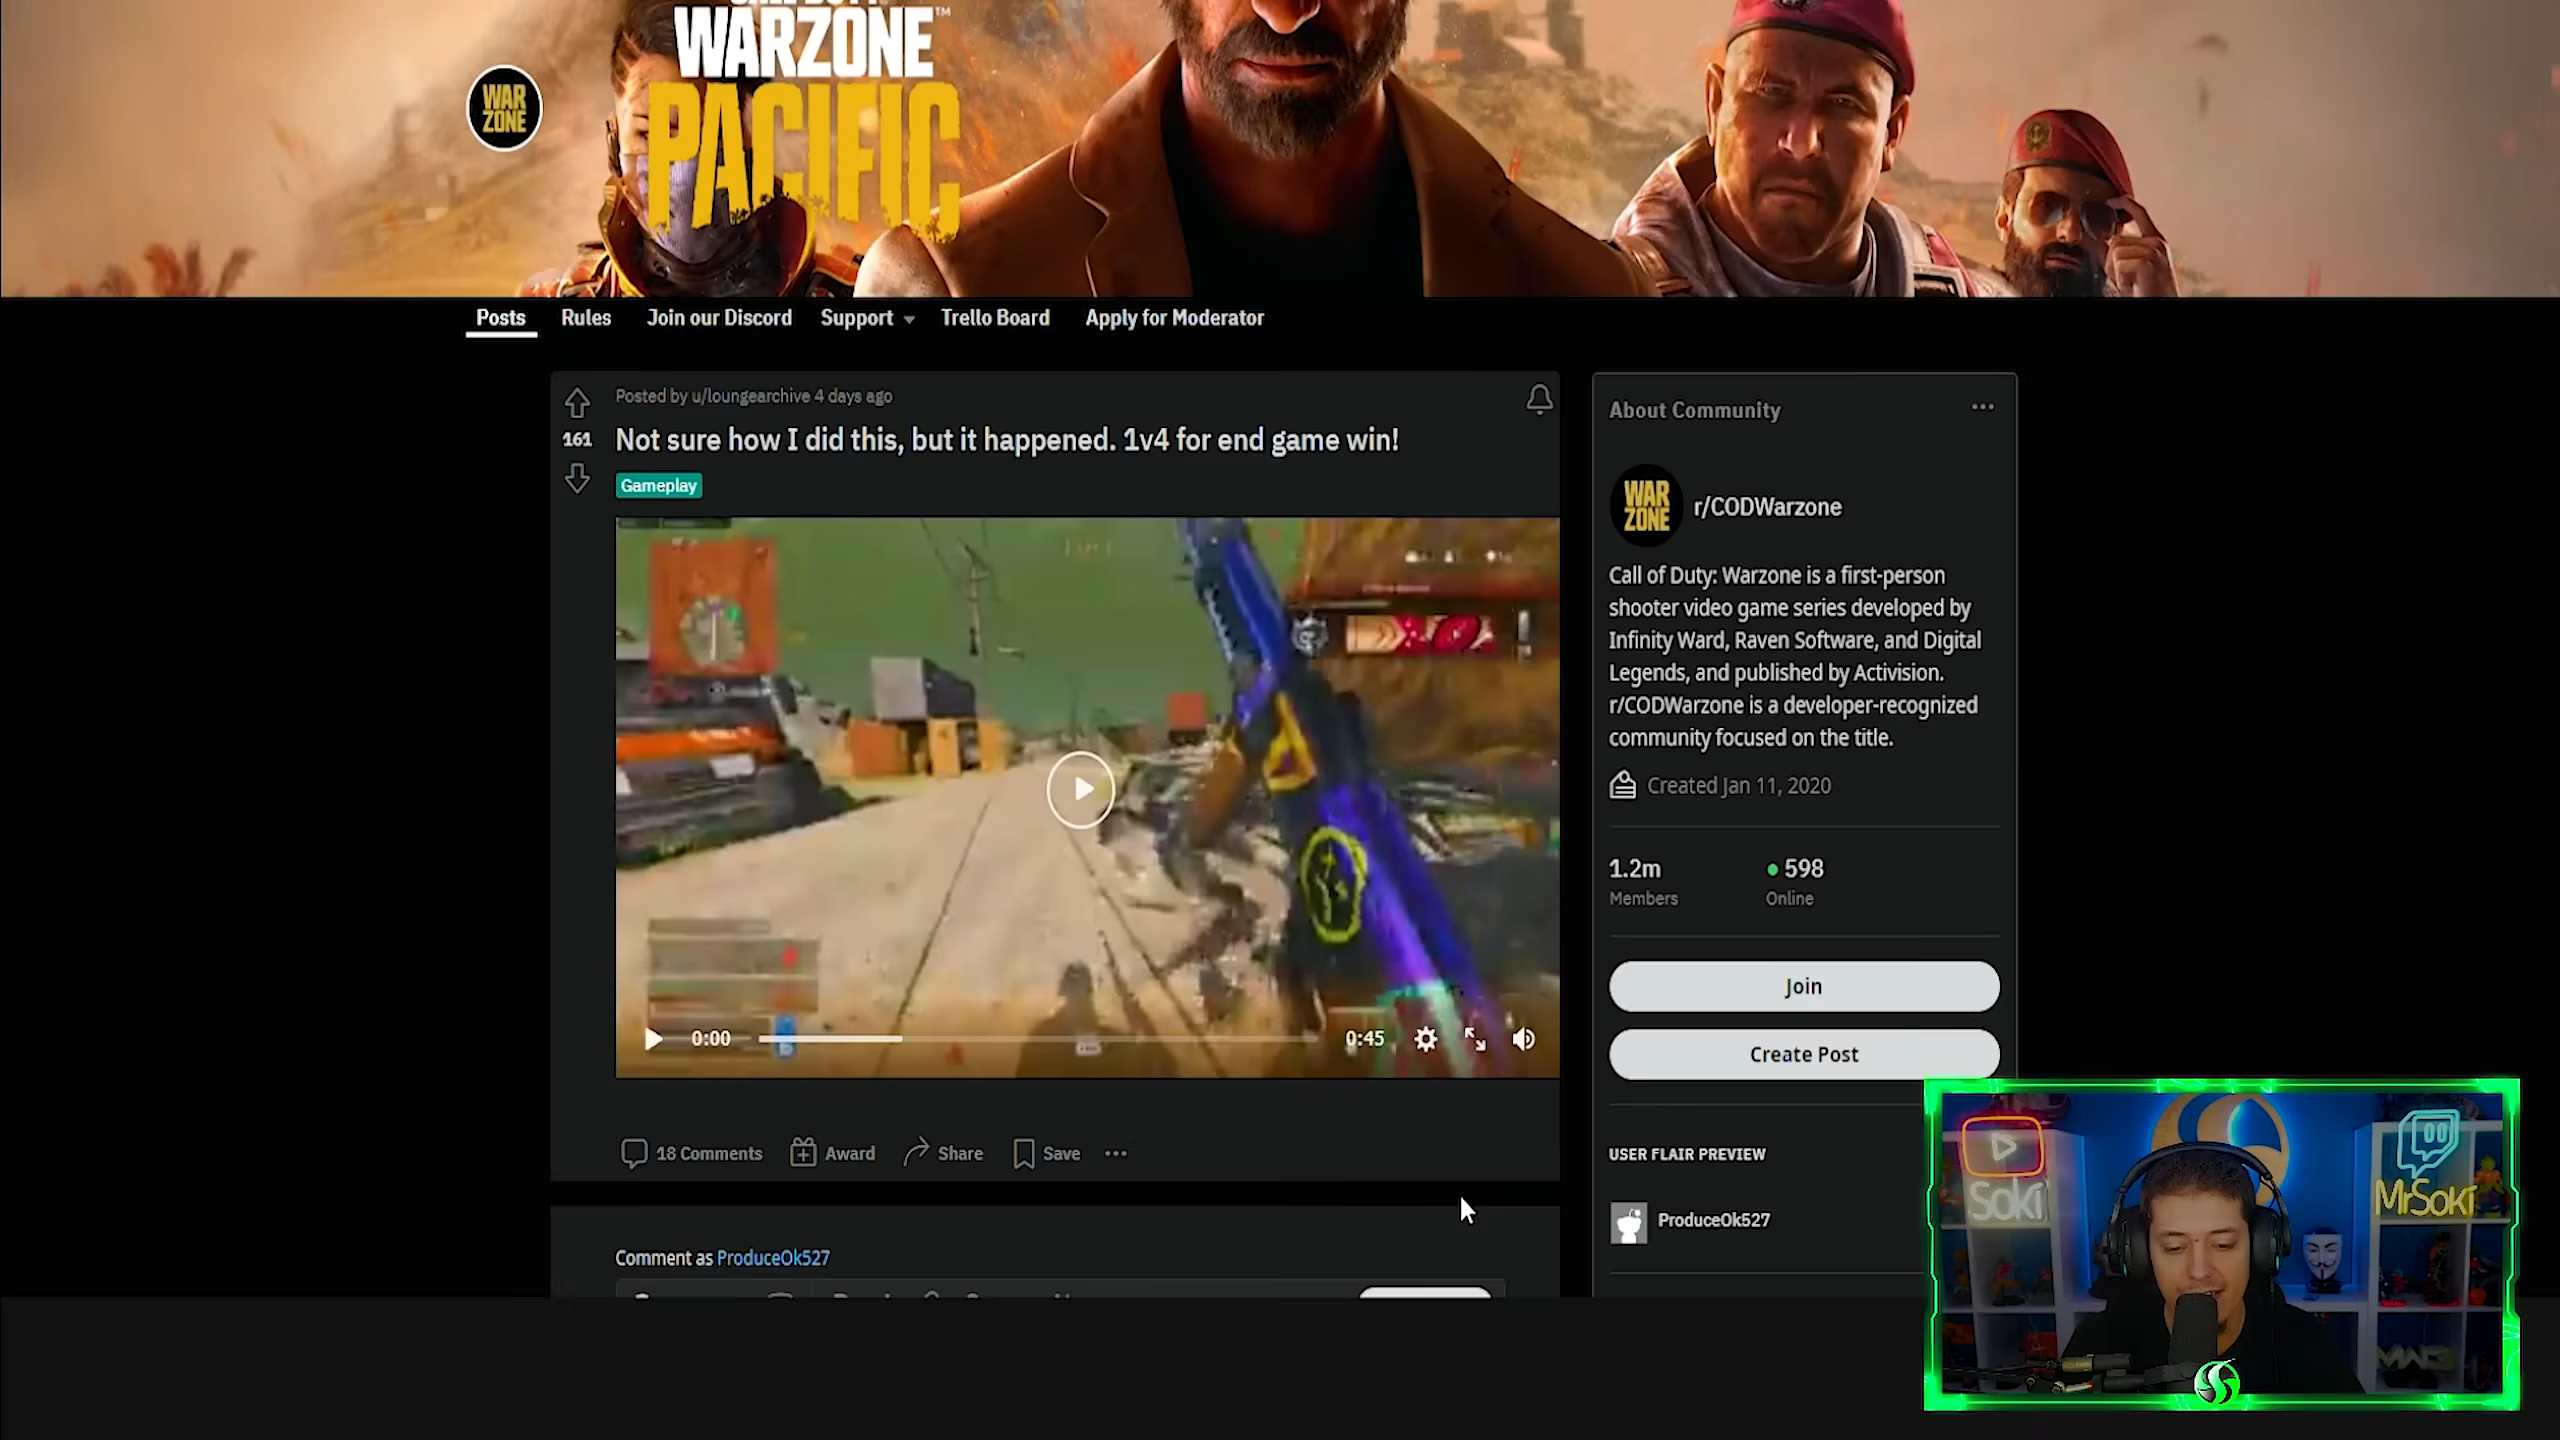 WARZONE™
PACIFIC
WAR
ZONE
Posts
Rules
Join our Discord
Support
Trello Board
Apply for Moderator
Posted by u/loungearchive 4 days ago
161
Not sure how I did this, but it happened. 1v4 for end game win!
Gameplay
0:00
0:45
18 Comments
Award
Share
Save
Comment as ProduceOk527
About Community
WAR
ZONE
r/CODWarzone
Call of Duty: Warzone is a first-person
shooter video game series developed by
Infinity Ward, Raven Software, and Digital
Legends, and published by Activision.
r/CODWarzone is a developer-recognized
community focused on the title.
Created Jan 11, 2020
1.2m
598
Members
Online
Join
Create Post
USER FLAIR PREVIEW
ProduceOk527
Soki
MrSoki